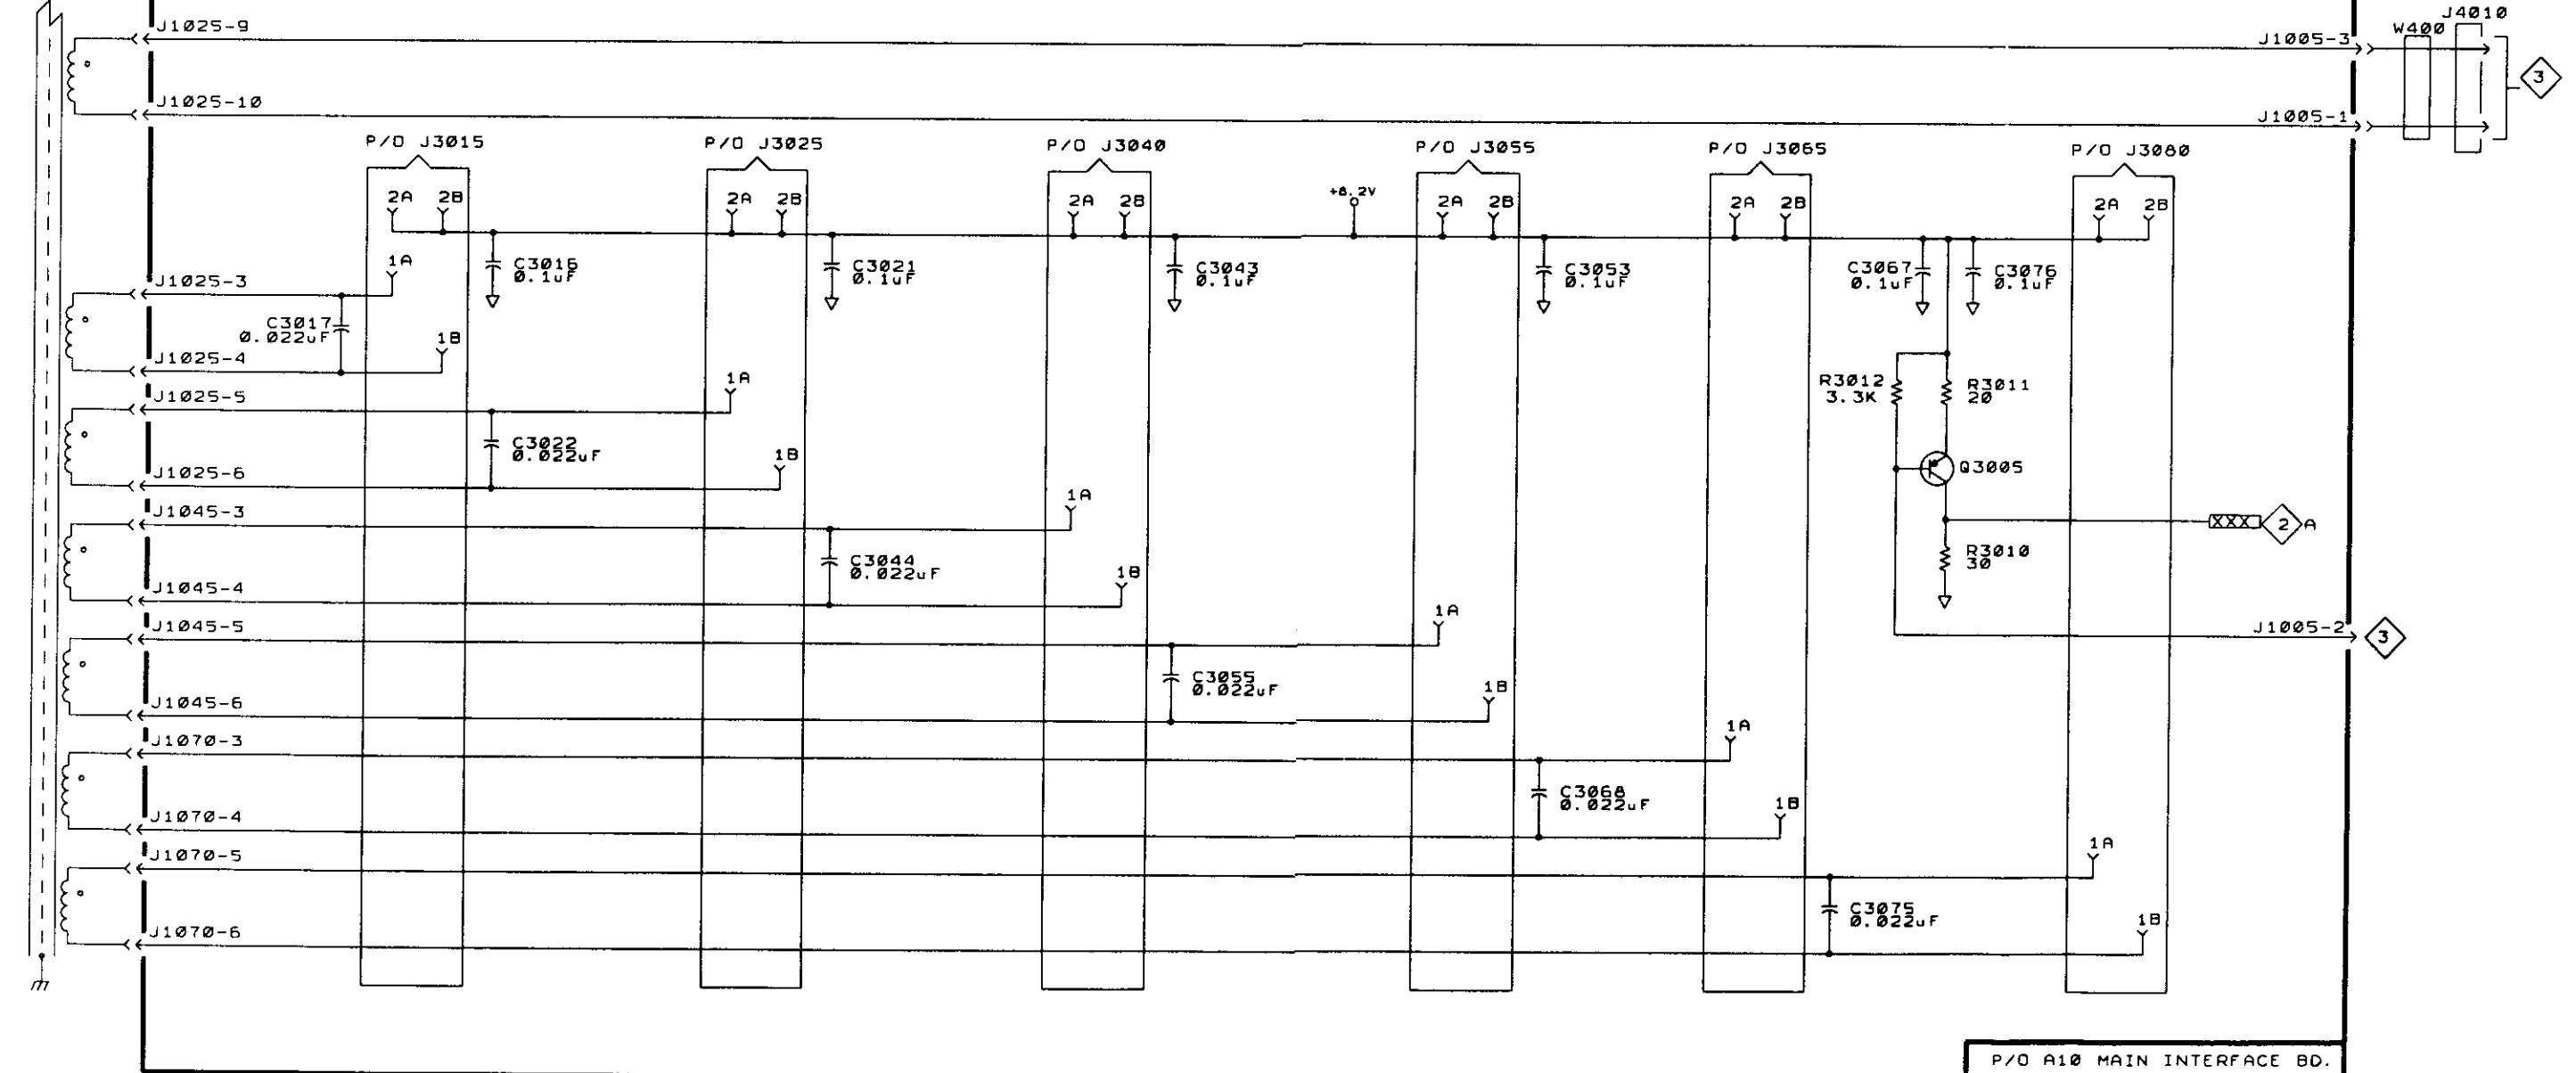 J1025-9
J1005-3
W400
J4010
3
J1025-10
J1005-1
P/O J3015
P/O J3025
P/O J3040
P/O J3055
P/O J3065
P/O J3080
2A 2B
2A 2B
2A 2B
+8.2V
2A 2B
2A 2B
2A 2B
1A
C3016
0.1uF
C3021
0.1uF
C3043
0.1uF
C3053
0.1uF
C3067
0.1uF
C3076
0.1uF
J1025-3
C3017
0.022uF
1B
J1025-4
1A
R3012
3.3K
R3011
20
J1025-5
C3022
0.022uF
1B
J1025-6
Q3005
1A
J1045-3
XXX 2 A
C3044
0.022uF
1B
R3010
30
J1045-4
1A
J1045-5
J1005-2
3
C3055
0.022uF
1B
J1045-6
1A
J1070-3
C3068
0.022uF
1B
J1070-4
1A
J1070-5
C3075
0.022uF
1B
J1070-6
P/O A10 MAIN INTERFACE BD.